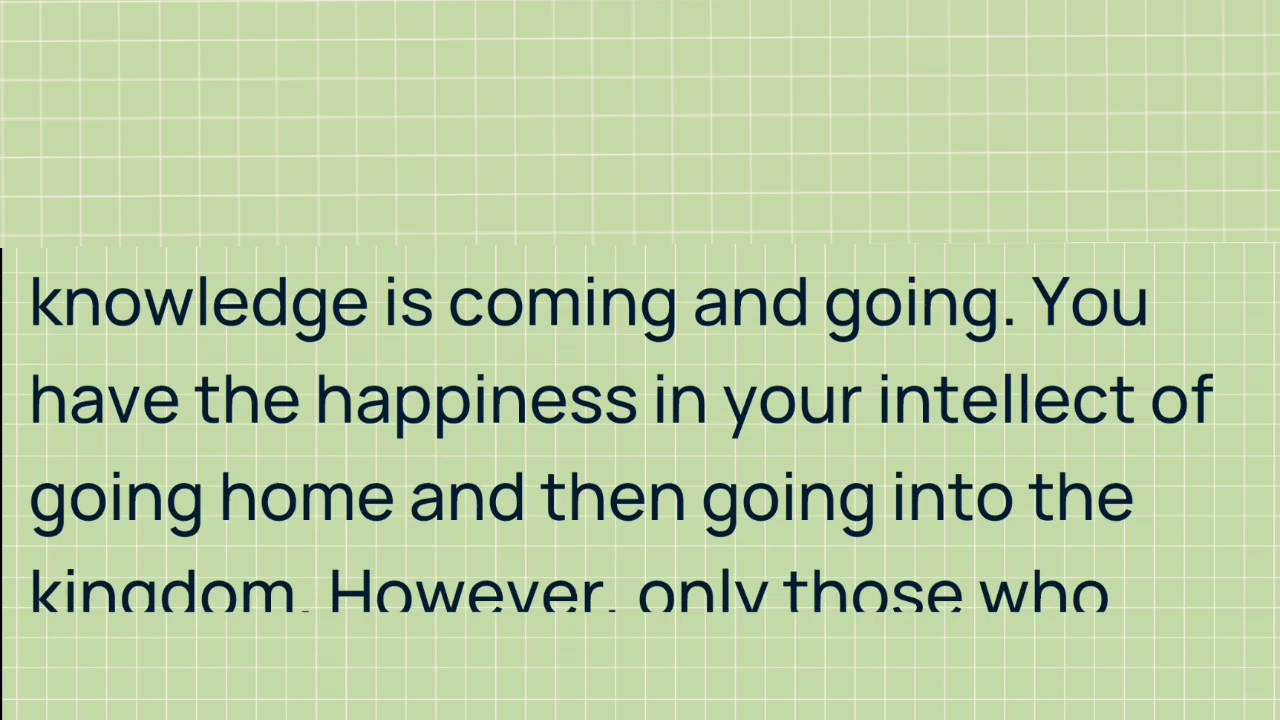 knowledge is coming and going. You
have the happiness in your intellect of
going home and then going into the
kingdom. However, only those who